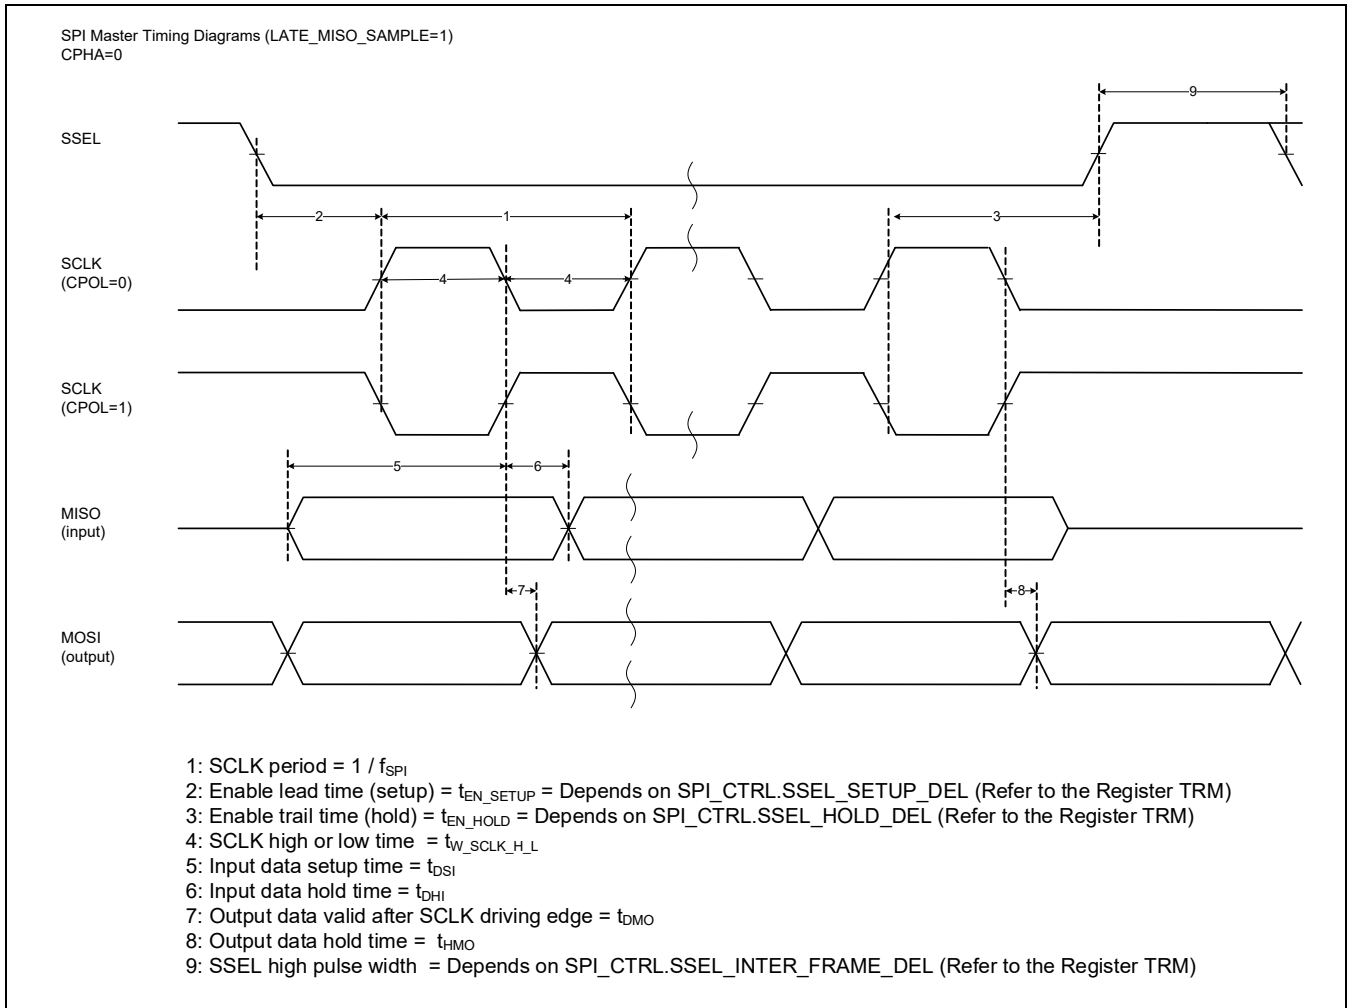 SPI Master Timing Diagrams (LATE_MISO_SAMPLE=1)
CPHA=0
9
SSEL
2
1
3
SCLK
(CPOL=0)
4
4
SCLK
(CPOL=1)
5
6
MISO
(input)
7
8
MOSI
(output)
1: SCLK period = 1 / fSPI
2: Enable lead time (setup) = tEN_SETUP = Depends on SPI_CTRL.SSEL_SETUP_DEL (Refer to the Register TRM)
3: Enable trail time (hold) = tEN_HOLD = Depends on SPI_CTRL.SSEL_HOLD_DEL (Refer to the Register TRM)
4: SCLK high or low time = tW_SCLK_H_L
5: Input data setup time = tDSI
6: Input data hold time = tDHI
7: Output data valid after SCLK driving edge = tDMO
8: Output data hold time = tHMO
9: SSEL high pulse width = Depends on SPI_CTRL.SSEL_INTER_FRAME_DEL (Refer to the Register TRM)